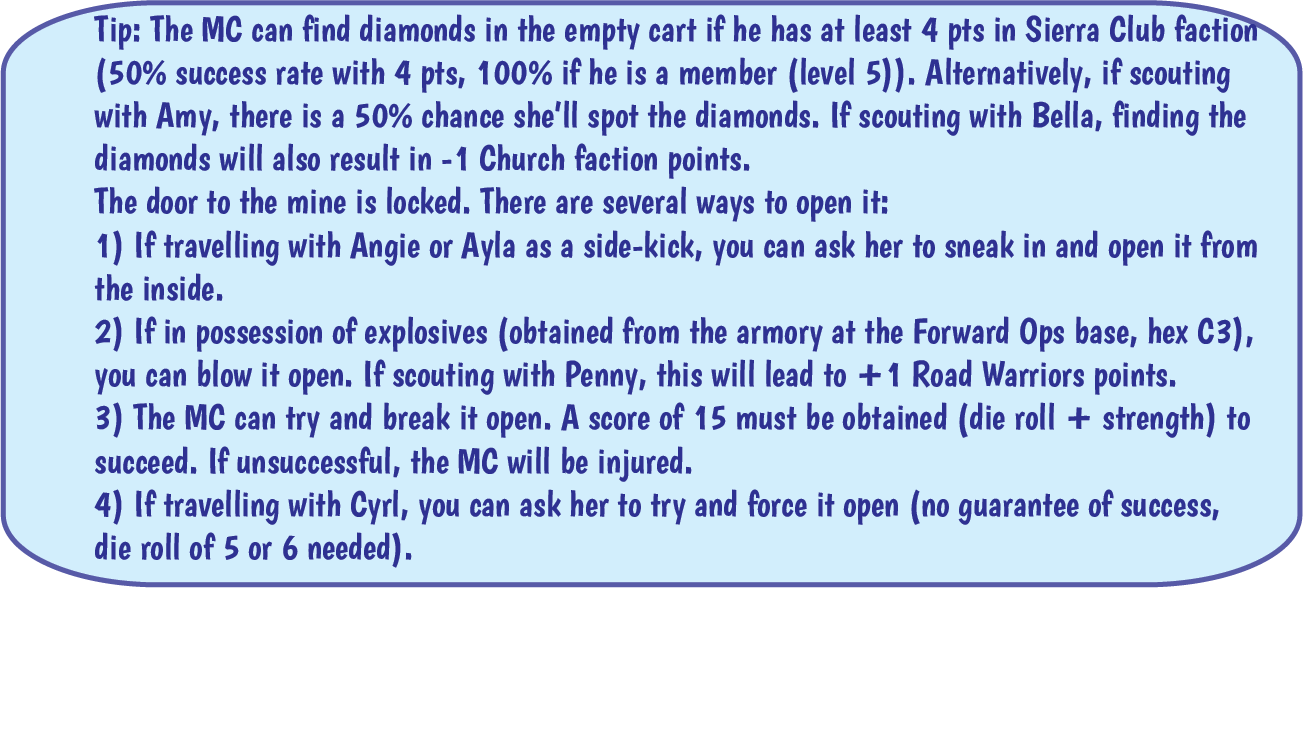 Tip: The MC can find diamonds in the empty cart if he has at least 4 pts in Sierra Club faction
(50% success rate with 4 pts, 100% if he is a member (level 5)). Alternatively, if scouting
with Amy, there is a 50% chance she'll spot the diamonds. If scouting with Bella, finding the
diamonds will also result in -1 Church faction points.
The door to the mine is locked. There are several ways to open it:
1) If travelling with Angie or Ayla as a side-kick, you can ask her to sneak in and open it from
the inside.
2) If in possession of explosives (obtained from the armory at the Forward Ops base, hex C3),
you can blow it open. If scouting with Penny, this will lead to +1 Road Warriors points.
3) The MC can try and break it open. A score of 15 must be obtained (die roll + strength) to
succeed. If unsuccessful, the MC will be injured.
4) If travelling with Cyrl, you can ask her to try and force it open (no guarantee of success,
die roll of 5 or 6 needed).